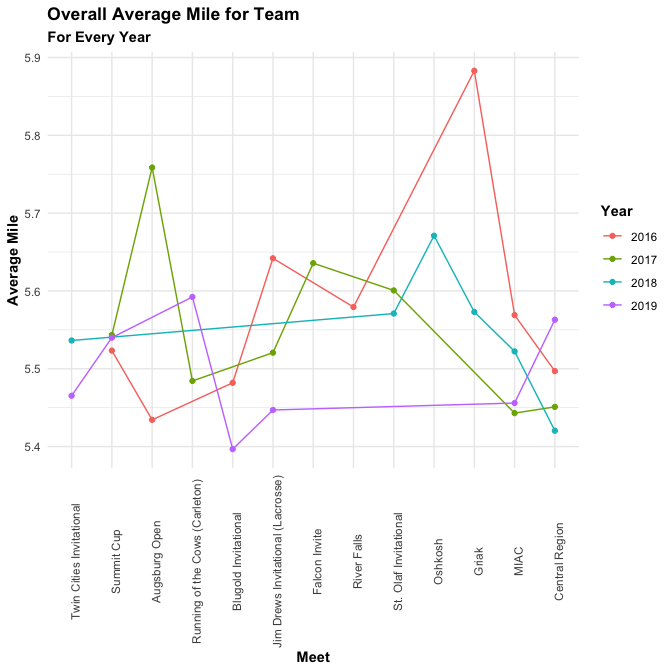 Overall Average Mile for Team
For Every Year
Average Mile
5.9
5.8
5.7
5.6
5.5
5.4
Twin Cities Invitational
Summit Cup
Augsburg Open
Running of the Cows (Carleton)
Blugold Invitational
Jim Drews Invitational (Lacrosse)
Falcon Invite
River Falls
St. Olaf Invitational
Oshkosh
Griak
MIAC
Central Region
Meet
Year
2016
2017
2018
2019